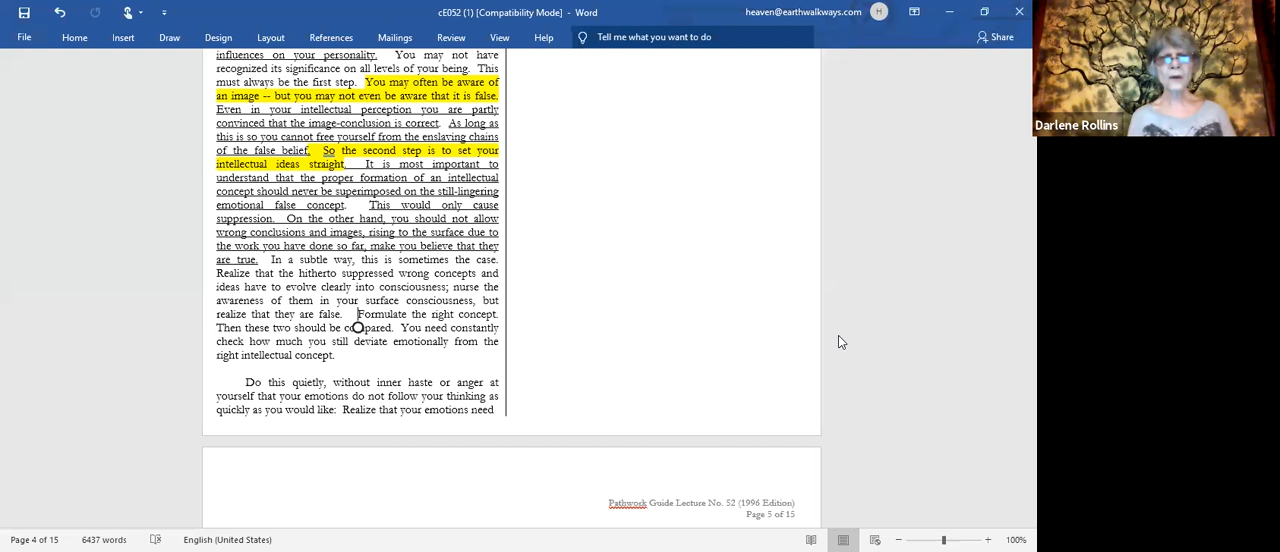 cE052 (1) [Compatibility Mode] - Word
heaven@earthwalkways.com
H
File
Home
Insert
Draw
Design
Layout
References
Mailings
Review
View
Help
Tell me what you want to do
Share
influences on your personality. You may not have
recognized its significance on all levels of your being. This
must always be the first step. You may often be aware of
an image -- but you may not even be aware that it is false.
Even in your intellectual perception you are partly
convinced that the image-conclusion is correct. As long as
this is so you cannot free yourself from the enslaving chains
of the false belief. So the second step is to set your
intellectual ideas straight. It is most important to
understand that the proper formation of an intellectual
concept should never be superimposed on the still-lingering
emotional false concept. This would only cause
suppression. On the other hand, you should not allow
wrong conclusions and images, rising to the surface due to
the work you have done so far, make you believe that they
are true. In a subtle way, this is sometimes the case.
Realize that the hitherto suppressed wrong concepts and
ideas have to evolve clearly into consciousness; nurse the
awareness of them in your surface consciousness, but
realize that they are false. Formulate the right concept.
Then these two should be compared. You need constantly
check how much you still deviate emotionally from the
right intellectual concept.
Do this quietly, without inner haste or anger at
yourself that your emotions do not follow your thinking as
quickly as you would like: Realize that your emotions need
Pathwork Guide Lecture No. 52 (1996 Edition)
Page 5 of 15
Darlene Rollins
Page 4 of 15
6437 words
English (United States)
100%